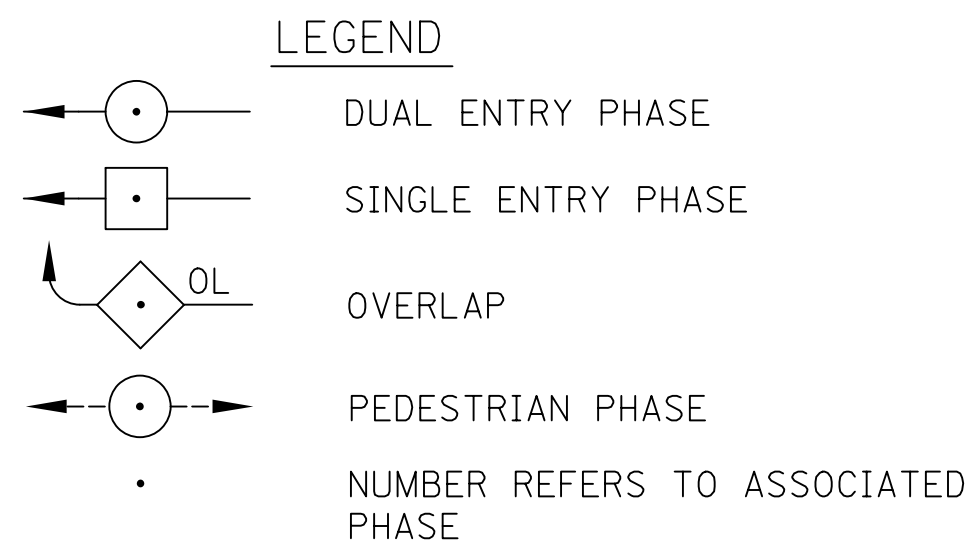 LEGEND
DUAL ENTRY PHASE
SINGLE ENTRY PHASE
OL
OVERLAP
PEDESTRIAN PHASE
NUMBER REFERS TO ASSOCIATED
PHASE